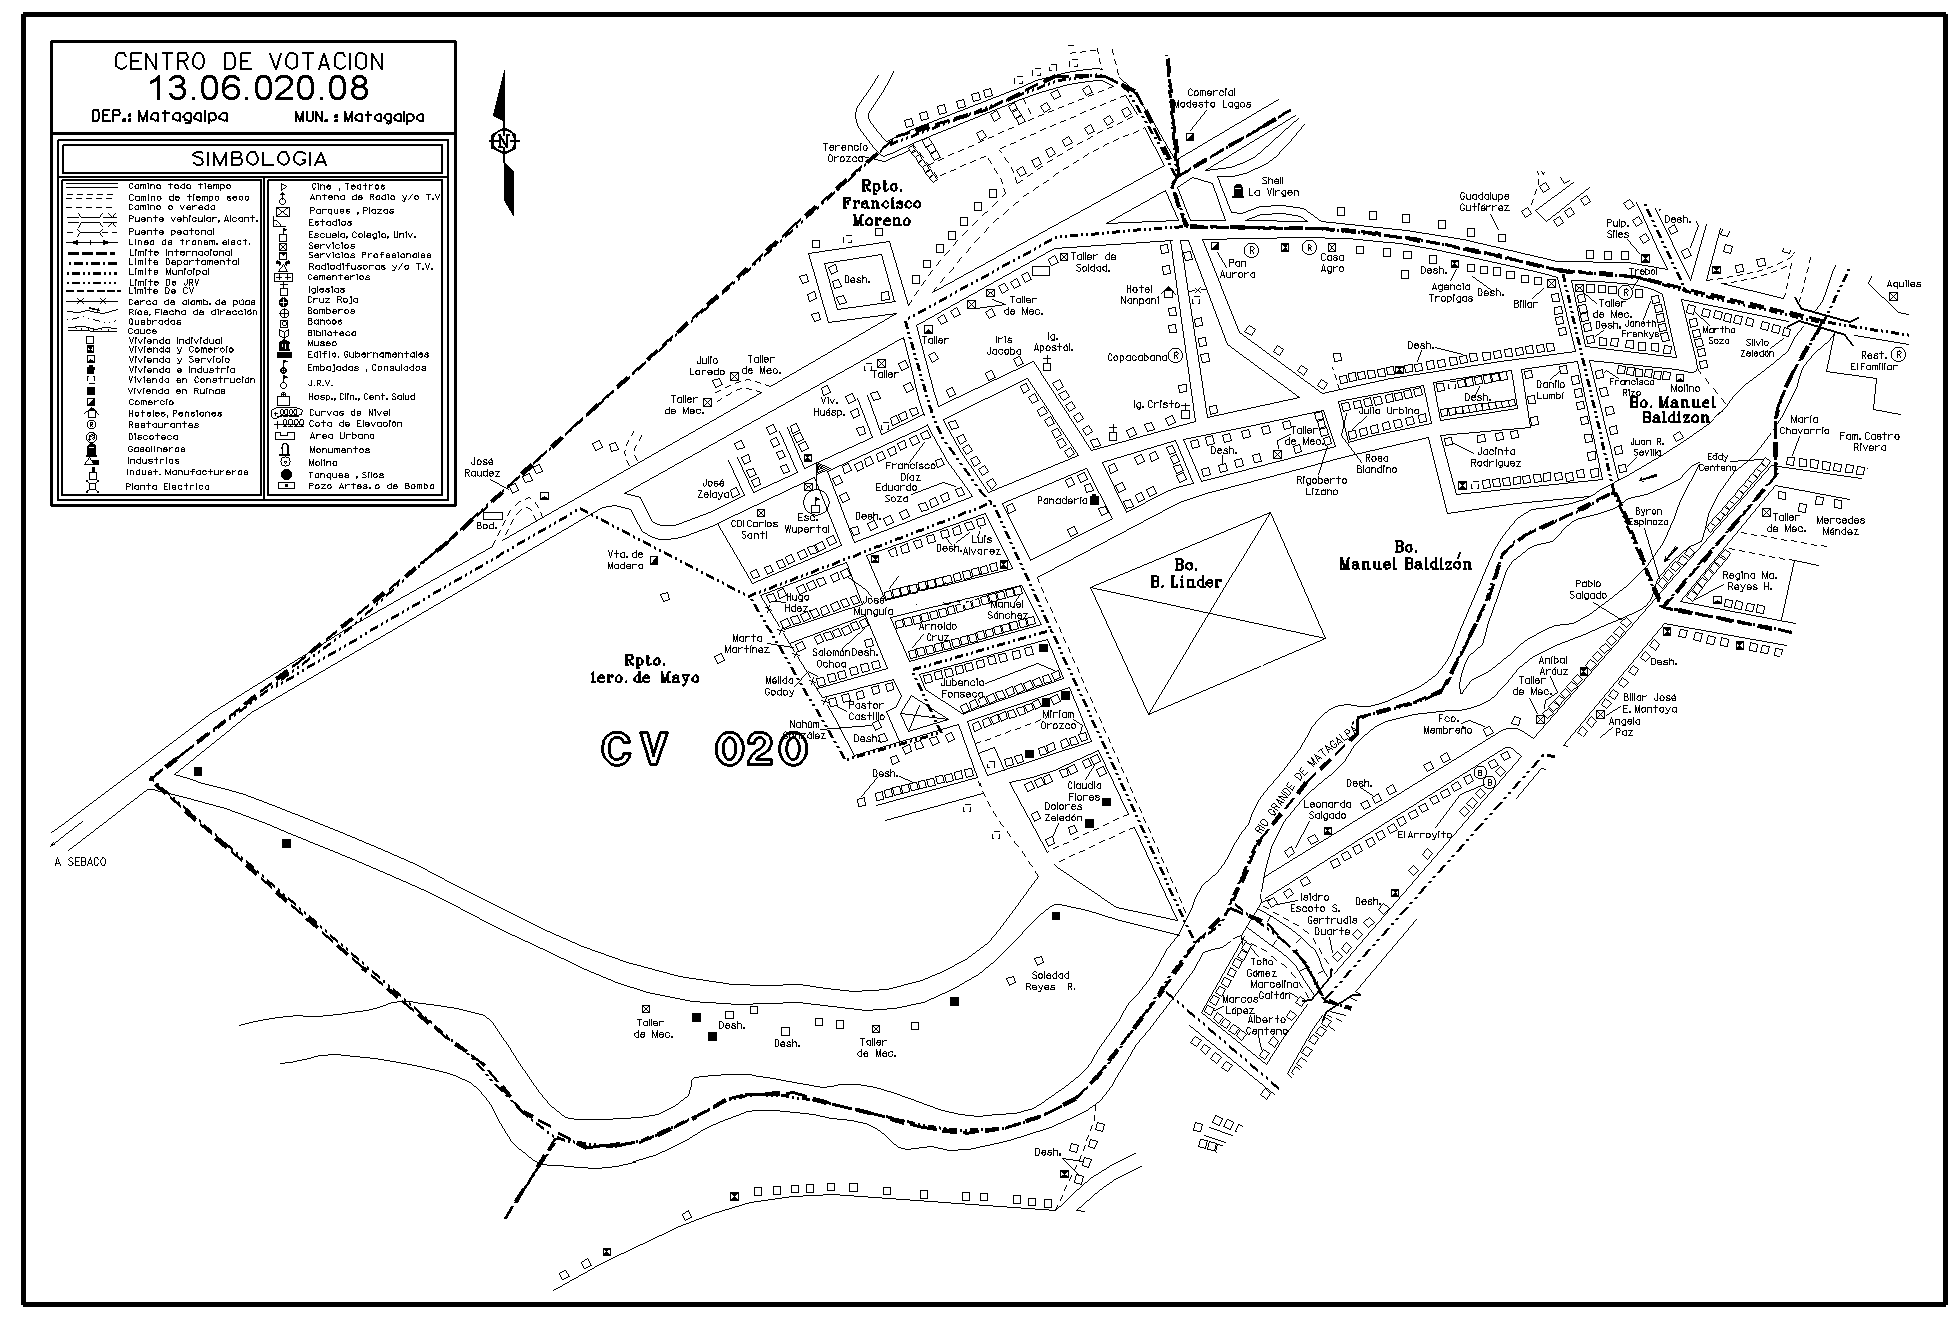 CENTRO DE VOTACION
13.06.020.08
DEP.: Matagalpa
MUN. : Matagalpa
SIMBOLOGIA
Camino todo tiempo
Camino de tiempo seco
Camino o vereda
Puente vehicular, Alcant.
Puente peatonal
Linea de transm. elect.
Limite Internacional
Limite Departamental
Limite Municipal
Limite De JRV
Limite De CV
Cerca de alamb. de púas
Ríos, Flecha de dirección
Quebradas
Cauce
Vivienda Individual
Vivienda y Comercio
Vivienda y Servicio
Vivienda e Industria
Vivienda en Construcción
Vivienda en Ruinas
Comercio
Hoteles, Pensiones
Restaurantes
Discoteca
Gasolineras
Industrias
Indust. Manufactureras
Planta Electrica
Cine , Teatros
Antena de Radio y/o T.V
Parques , Plazas
Estadios
Escuela, Colegio, Univ.
Servicios
Servicios Profesionales
Radiodifusoras y/o T.V.
Cementerios
Iglesias
Cruz Roja
Bomberos
Bancos
Biblioteca
Museo
Edific. Gubernamentales
Embajadas , Consulados
J.R.V.
Hosp., Clín., Cent. Salud
Curvas de Nivel
Cota de Elevación
Area Urbana
Monumentos
Molino
Tanques , Silos
Pozo Artes. o de Bomba
N
Comercial
Modesto Lagos
Terencio
Orozco
Rpto.
Francisco
Moreno
Shell
La Virgen
Guadalupe
Gutiérrez
Pulp.
Siles
Desh.
Trebol
Aquiles
Desh.
Taller de
Soldad.
Pan
Aurora
R
R
Casa
Agro
Desh.
Agencia
Tropigas
Desh.
Billar
R
Taller
de Mec.
Desh.
Janeth
Frenkys
Martha
Soza
Silvio
Zeledón
Rest.
R
El Familiar
Hotel
Nanpani
Taller
de Mec.
Taller
Iris
Jacoba
Ig.
Apostól.
Copacabana
R
Desh.
Julio
Loredo
Taller
de Mec.
Taller
Taller
de Mec.
Viv.
Huésp.
Ig. Cristo
Julia Urbina
Desh.
Danilo
Lumbi
Francisca
Rizo
Molino
Bo. Manuel
Baldizon
María
Chavarría
Fam. Castro
Rivera
Juan R.
Sevilla
Eddy
Centeno
José
Raudez
Bod.
Francisco
Díaz
Eduardo
Soza
José
Zelaya
Desh.
Taller
de Mec.
Rosa
Blandino
Rigoberto
Lizano
Jacinta
Rodríguez
Panadería
CDI Carlos
Santi
Esc.
Wupertal
Desh.
Desh.
Luis
Alvarez
Byron
Espinoza
Taller
de Mec.
Mercedes
Méndez
Vta. de
Madera
Bo.
B. Linder
Bo.
Manuel Baldizón
Hugo
Hdez
José
Munguía
Manuel
Sánchez
Pablo
Salgado
Regina Ma.
Reyes H.
Marta
Martínez
Arnoldo
Cruz
Salomón
Ochoa
Desh.
Rpto.
1ero. de Mayo
Mélida
Godoy
Jubencio
Fonseca
Aníbal
Aráuz
Taller
de Mec.
Desh.
Billar José
E. Montoya
Angela
Paz
Pastor
Castillo
Nahúm
González
Desh.
Miriam
Orozco
Fco.
Membreño
CV 020
Desh.
Claudia
Flores
Dolores
Zeledón
RIO GRANDE DE MATAGALPA
Desh.
Leonarda
Salgado
B
B
El Arroyito
A SEBACO
Isidro
Escoto S.
Desh.
Gertrudis
Duarte
Toño
Gómez
Marcelina
Gaitán
Marcos
López
Alberto
Centeno
Soledad
Reyes R.
Taller
de Mec.
Desh.
Desh.
Taller
de Mec.
Desh.